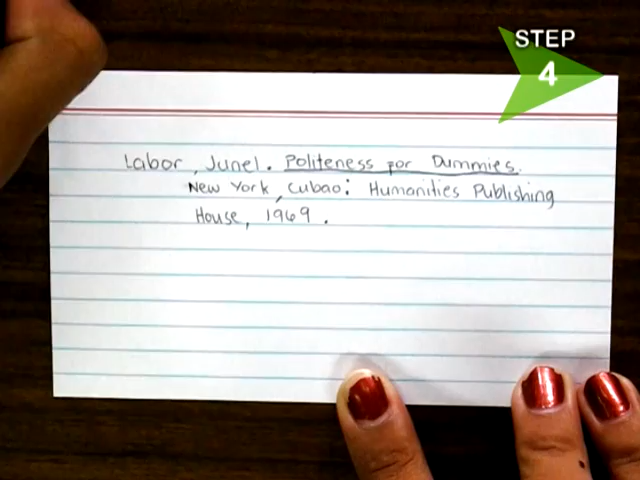 STEP
4
Labor, Junel. Politeness for Dummies.
New York, Cubao: Humanities Publishing
House, 1969.